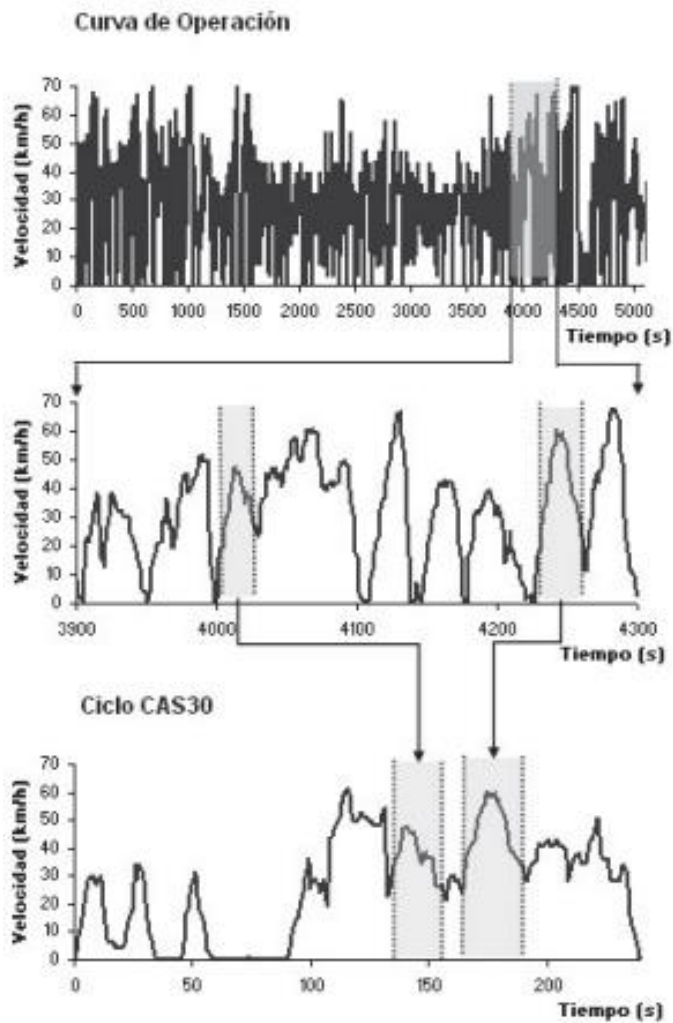 Curva de Operación
Velocidad (km/h)
70
60
50
40
30
20
10
0
0 500 1000 1500 2000 2500 3000 3500 4000 4500 5000
Tiempo (s)
Velocidad (km/h)
70
60
50
40
30
20
10
0
3900 4000 4100 4200 4300
Tiempo (s)
Ciclo CAS30
Velocidad (km/h)
70
60
50
40
30
20
10
0
0 50 100 150 200
Tiempo (s)